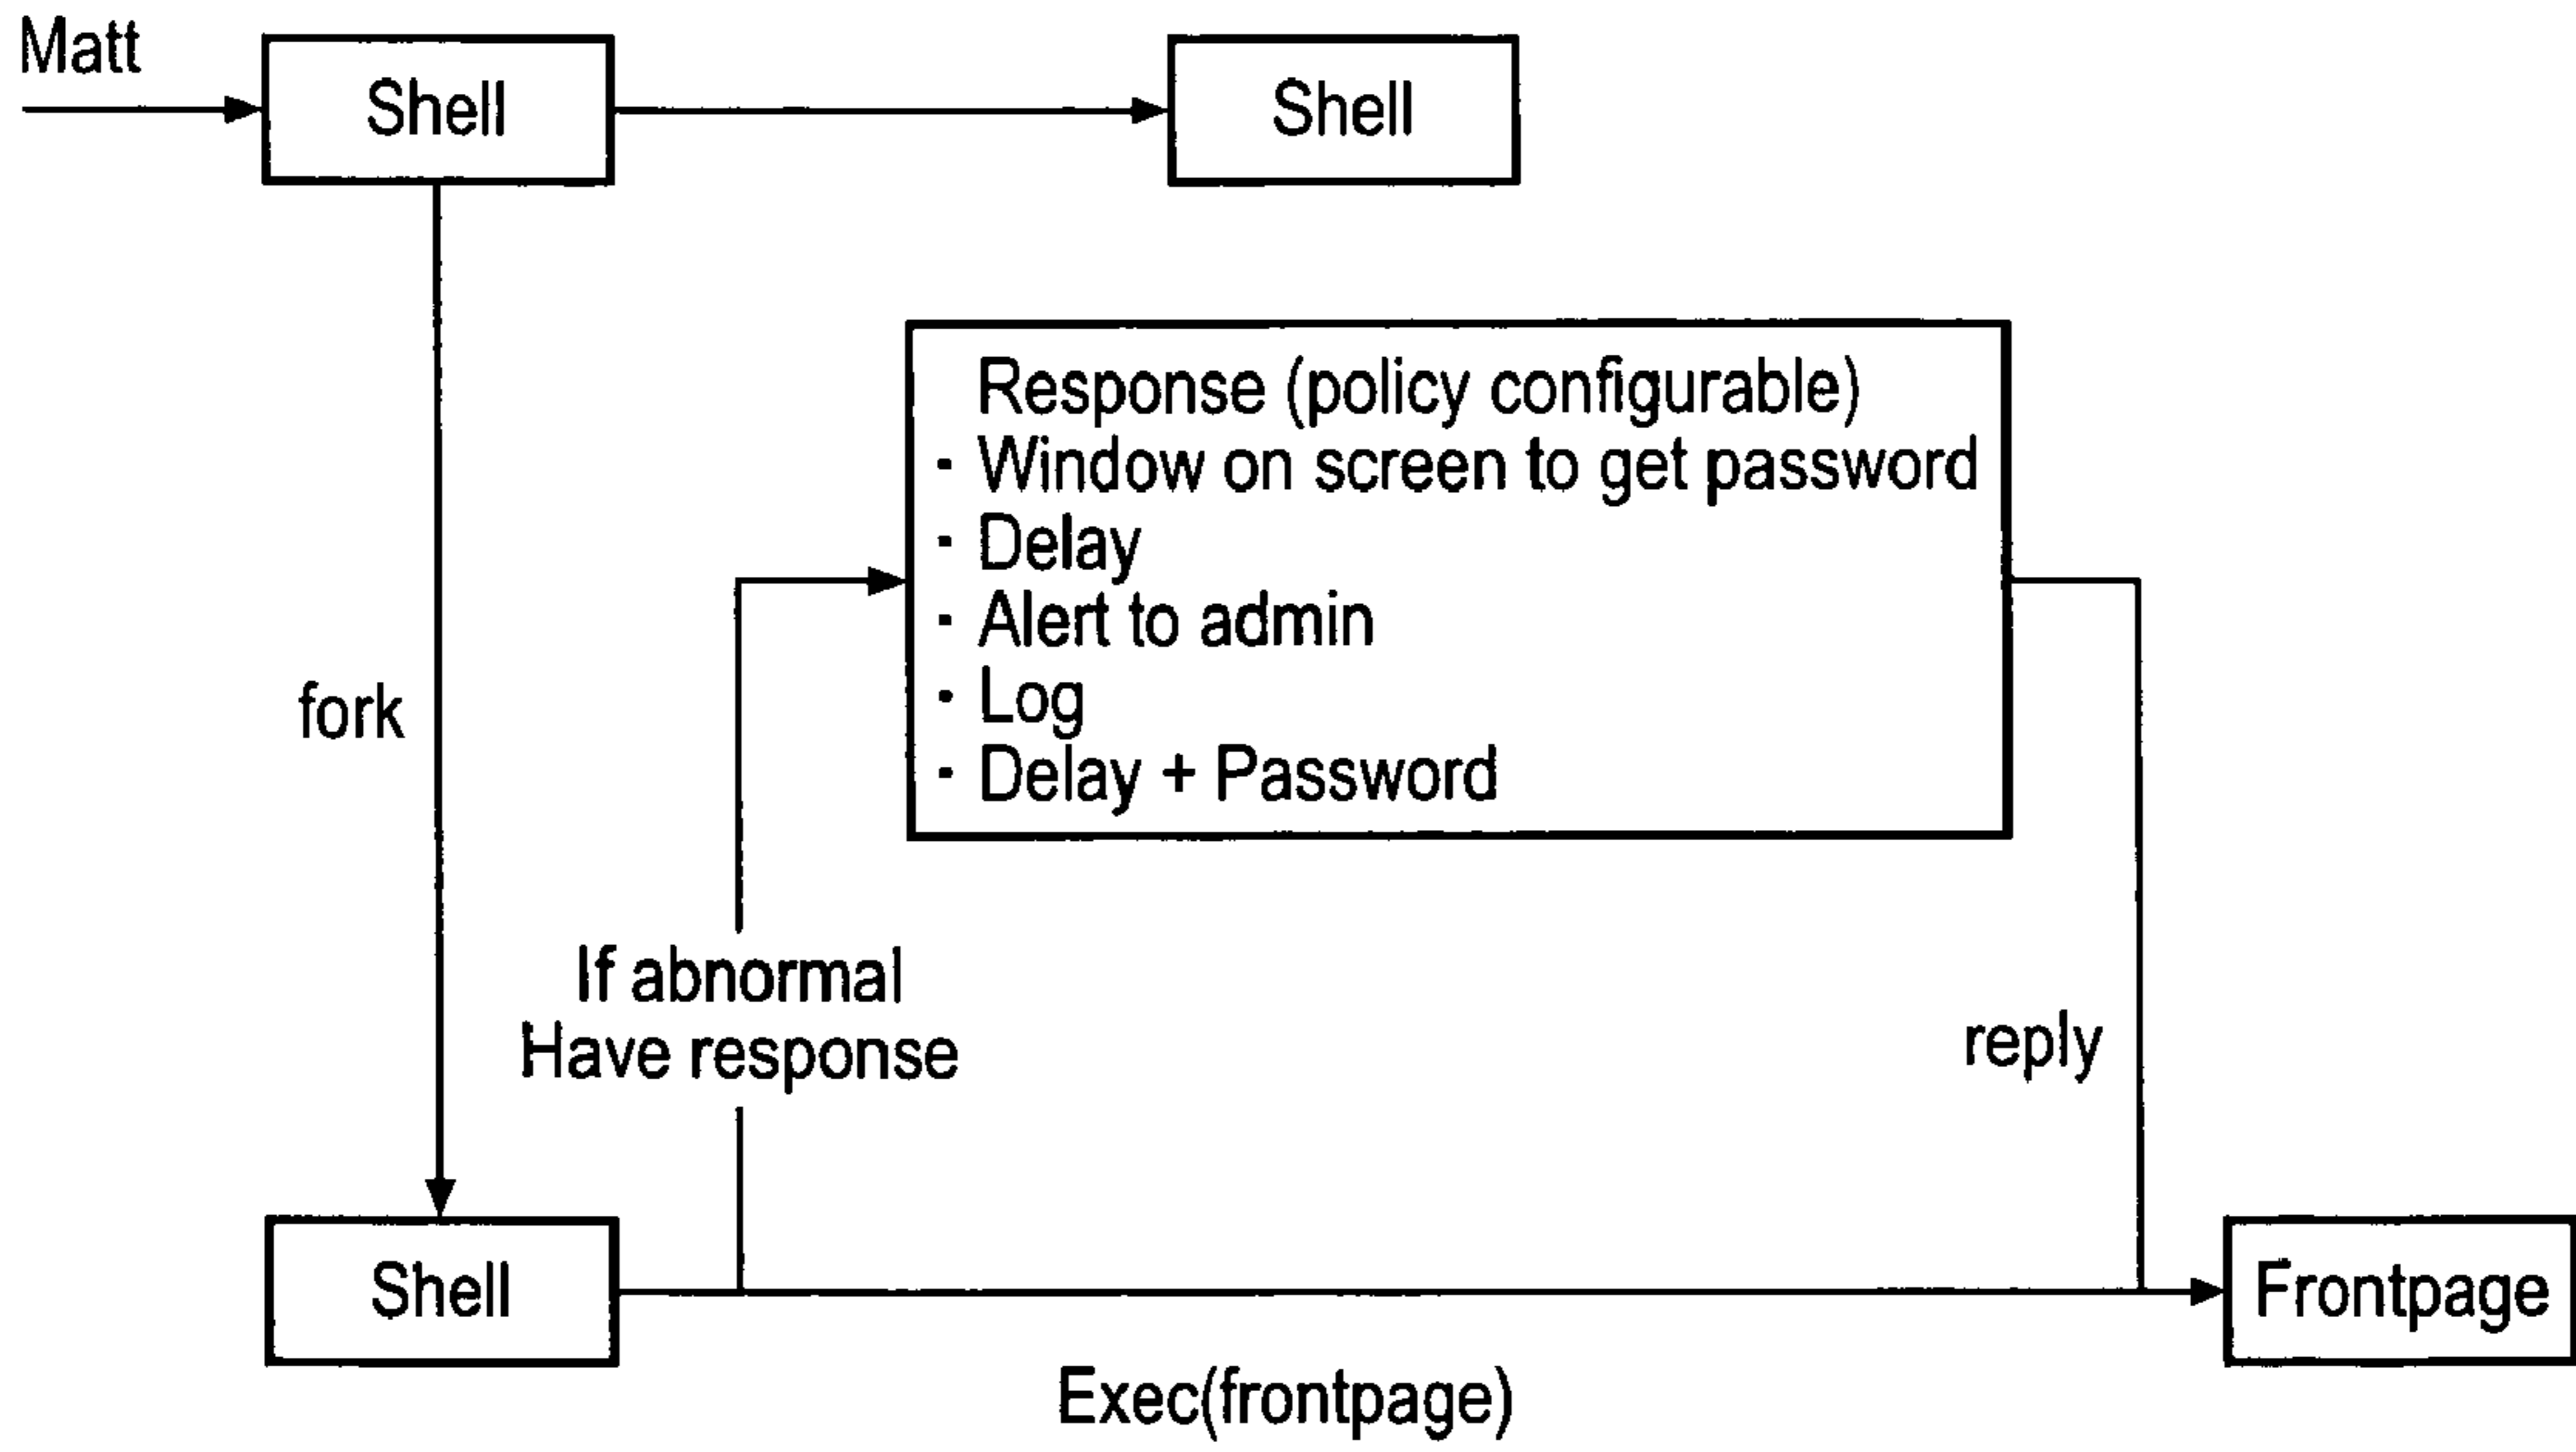 Matt
Shell
Shell
Response (policy configurable)
· Window on screen to get password
· Delay
· Alert to admin
· Log
· Delay + Password
fork
If abnormal
Have response
reply
Shell
Frontpage
Exec(frontpage)